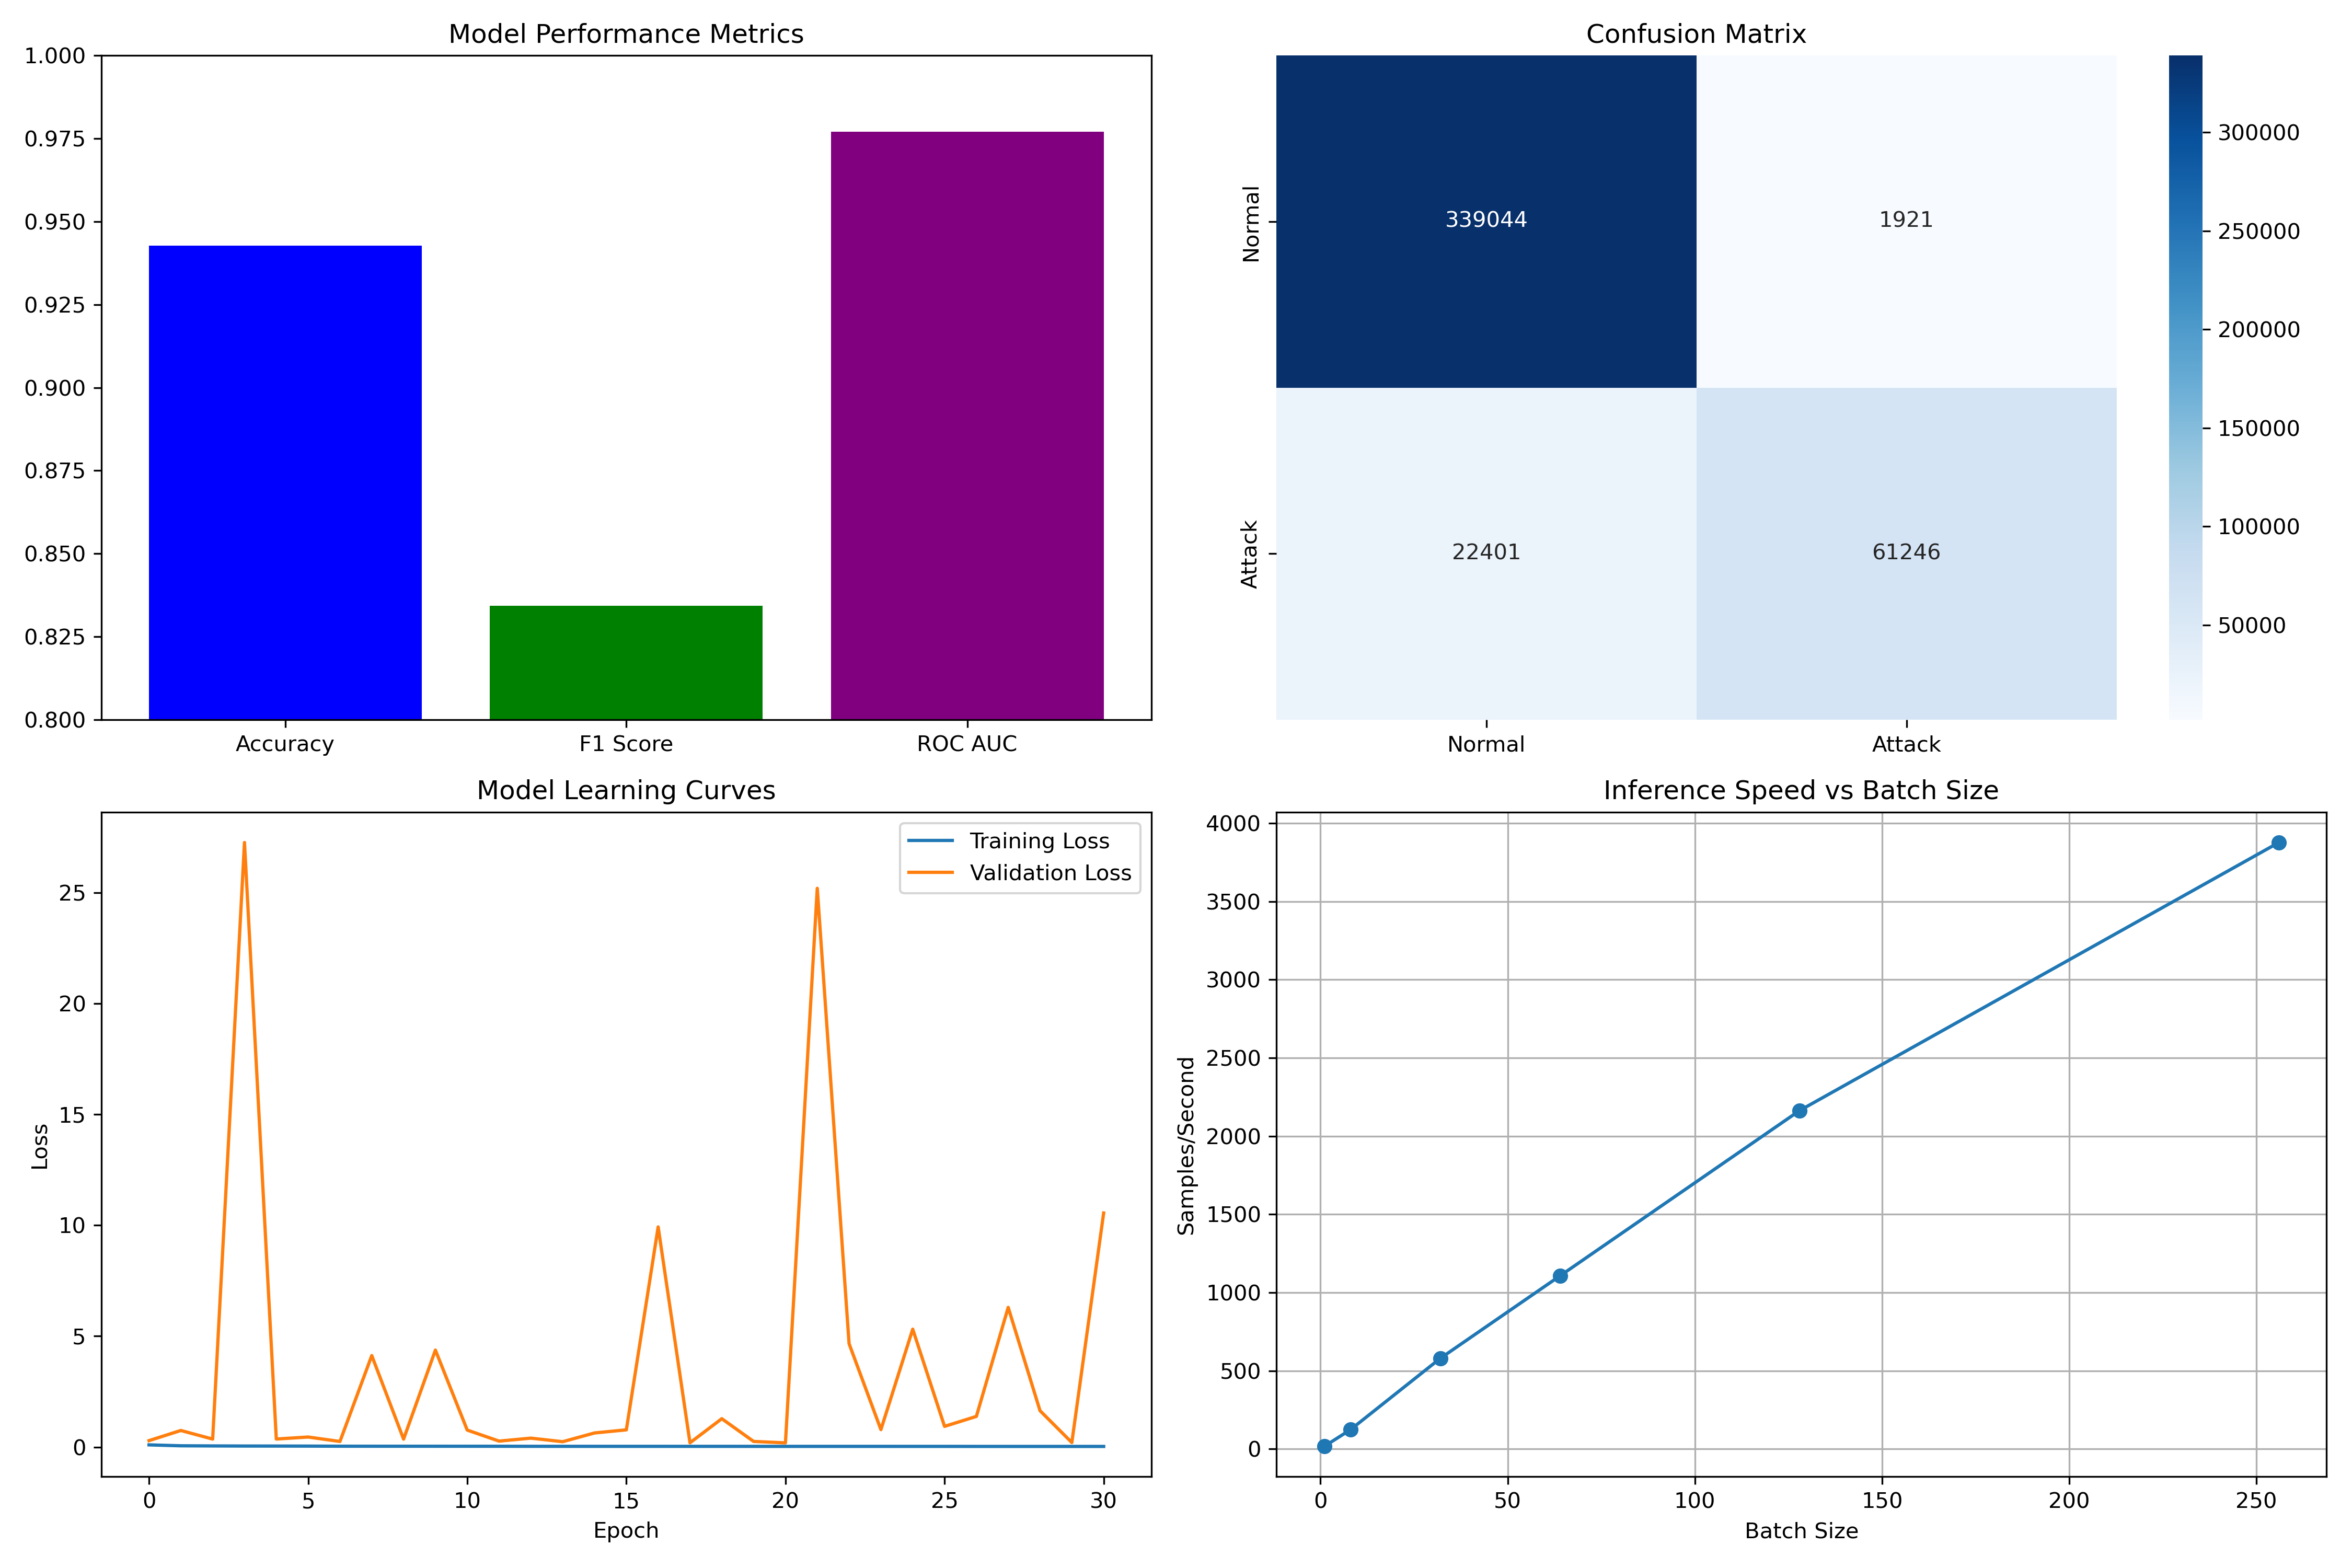 Model Performance Metrics
1.000
0.975
0.950
0.925
0.900
0.875
0.850
0.825
0.800
Accuracy
F1 Score
ROC AUC
Confusion Matrix
Normal
Attack
339044
1921
22401
61246
Normal
Attack
300000
250000
200000
150000
100000
50000
Model Learning Curves
Loss
25
20
15
10
5
0
Training Loss
Validation Loss
0
5
10
15
20
25
30
Epoch
Inference Speed vs Batch Size
Samples/Second
4000
3500
3000
2500
2000
1500
1000
500
0
0
50
100
150
200
250
Batch Size